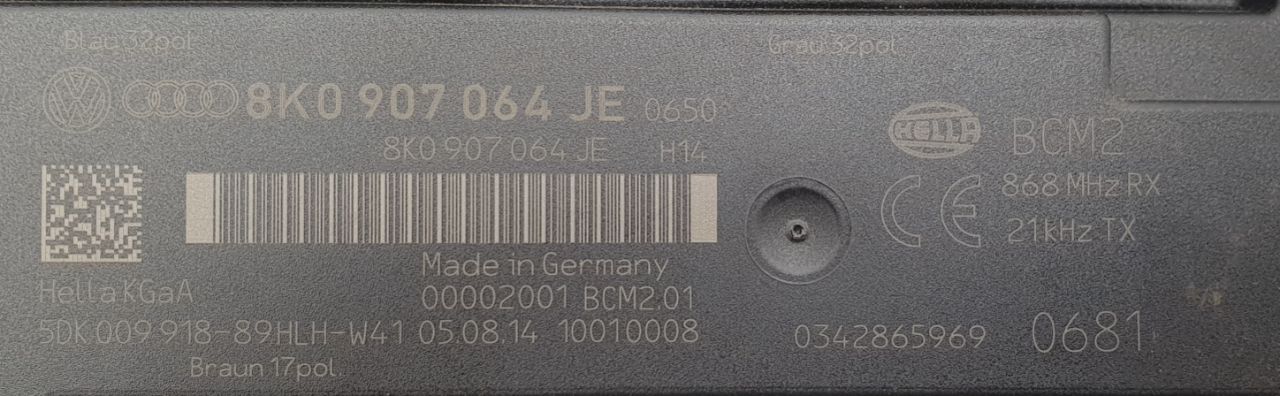 Blau 32pol
Grau 32pol
8K0 907 064 JE 0650
8K0 907 064 JE H14
HELLA BCM2
868 MHz RX
21kHz TX
Made in Germany
Hella KGaA 00002001 BCM2.01
5DK 009 918-89HLH-W41 05.08.14 10010008
0342865969 0681
Braun 17pol